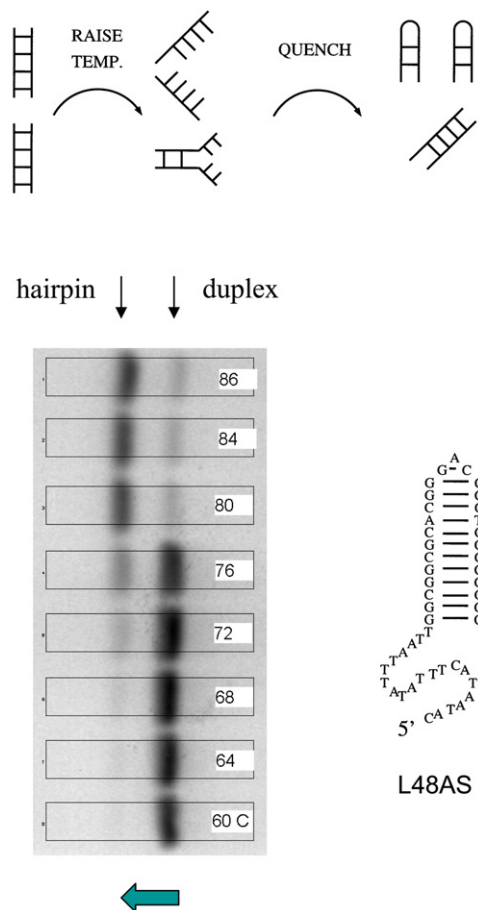 RAISE
TEMP.
QUENCH
hairpin
duplex
86
84
80
76
72
68
64
60 C
G A C
G
G
C
A
C
G
C
G
G
C
G
G
T
T A A T
T
T A T A T T T C A T
A A T A C
5’
L48AS